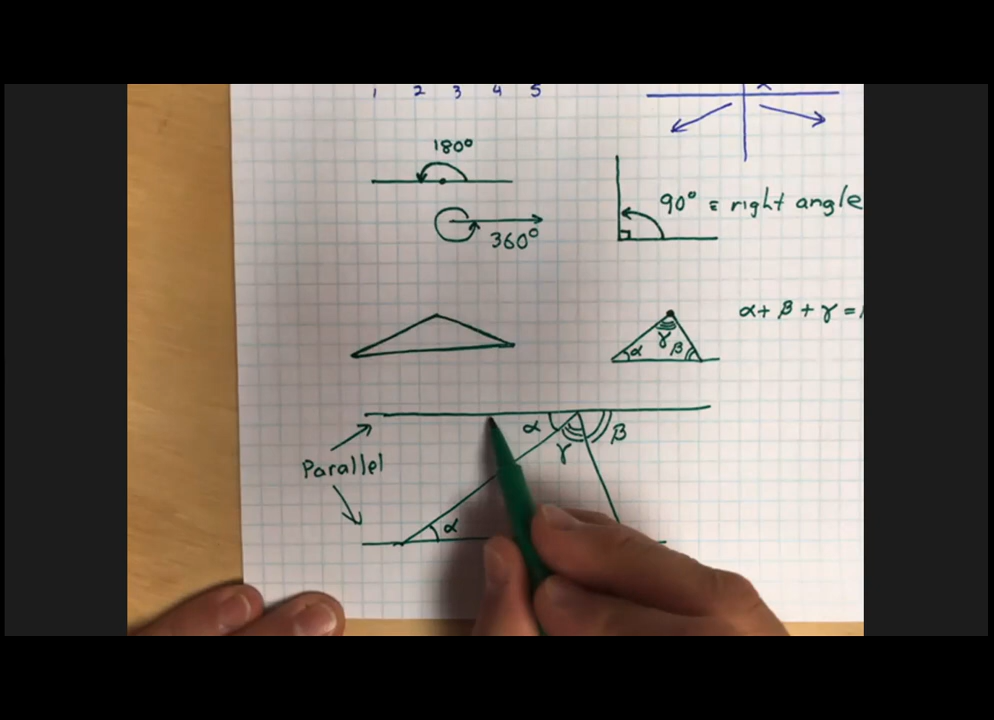 1 2 3 4 5
180°
360°
90° = right angle
α + β + γ =
γ
α β
α γ β
Parallel
α